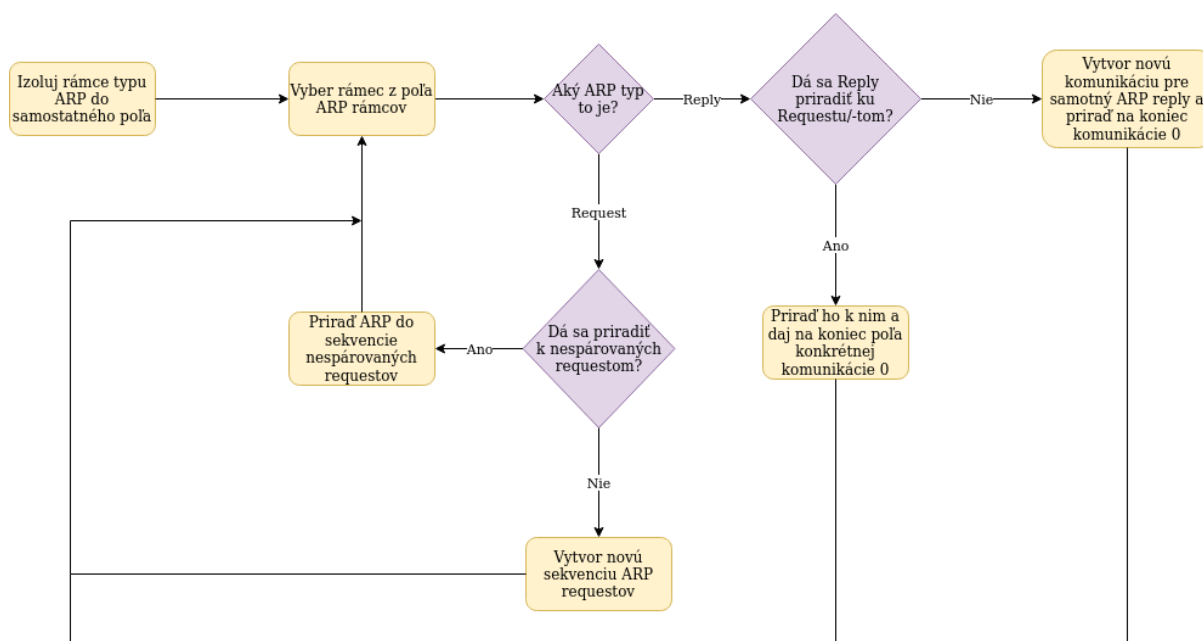 Izoluj rámce typu
ARP do
samostatného poľa
Vyber rámec z poľa
ARP rámcov
Aký ARP typ
to je?
Reply
Dá sa Reply
priradiť ku
Requestu/-tom?
Nie
Vytvor novú
komunikáciu pre
samotný ARP reply a
priraď na koniec
komunikácie 0
Request
Ano
Priraď ho k nim a
daj na koniec poľa
konkrétnej
komunikácie 0
Dá sa priradiť
k nespárovaných
requestom?
Ano
Priraď ARP do
sekvencie
nespárovaných
requestov
Nie
Vytvor novú
sekvenciu ARP
requestov